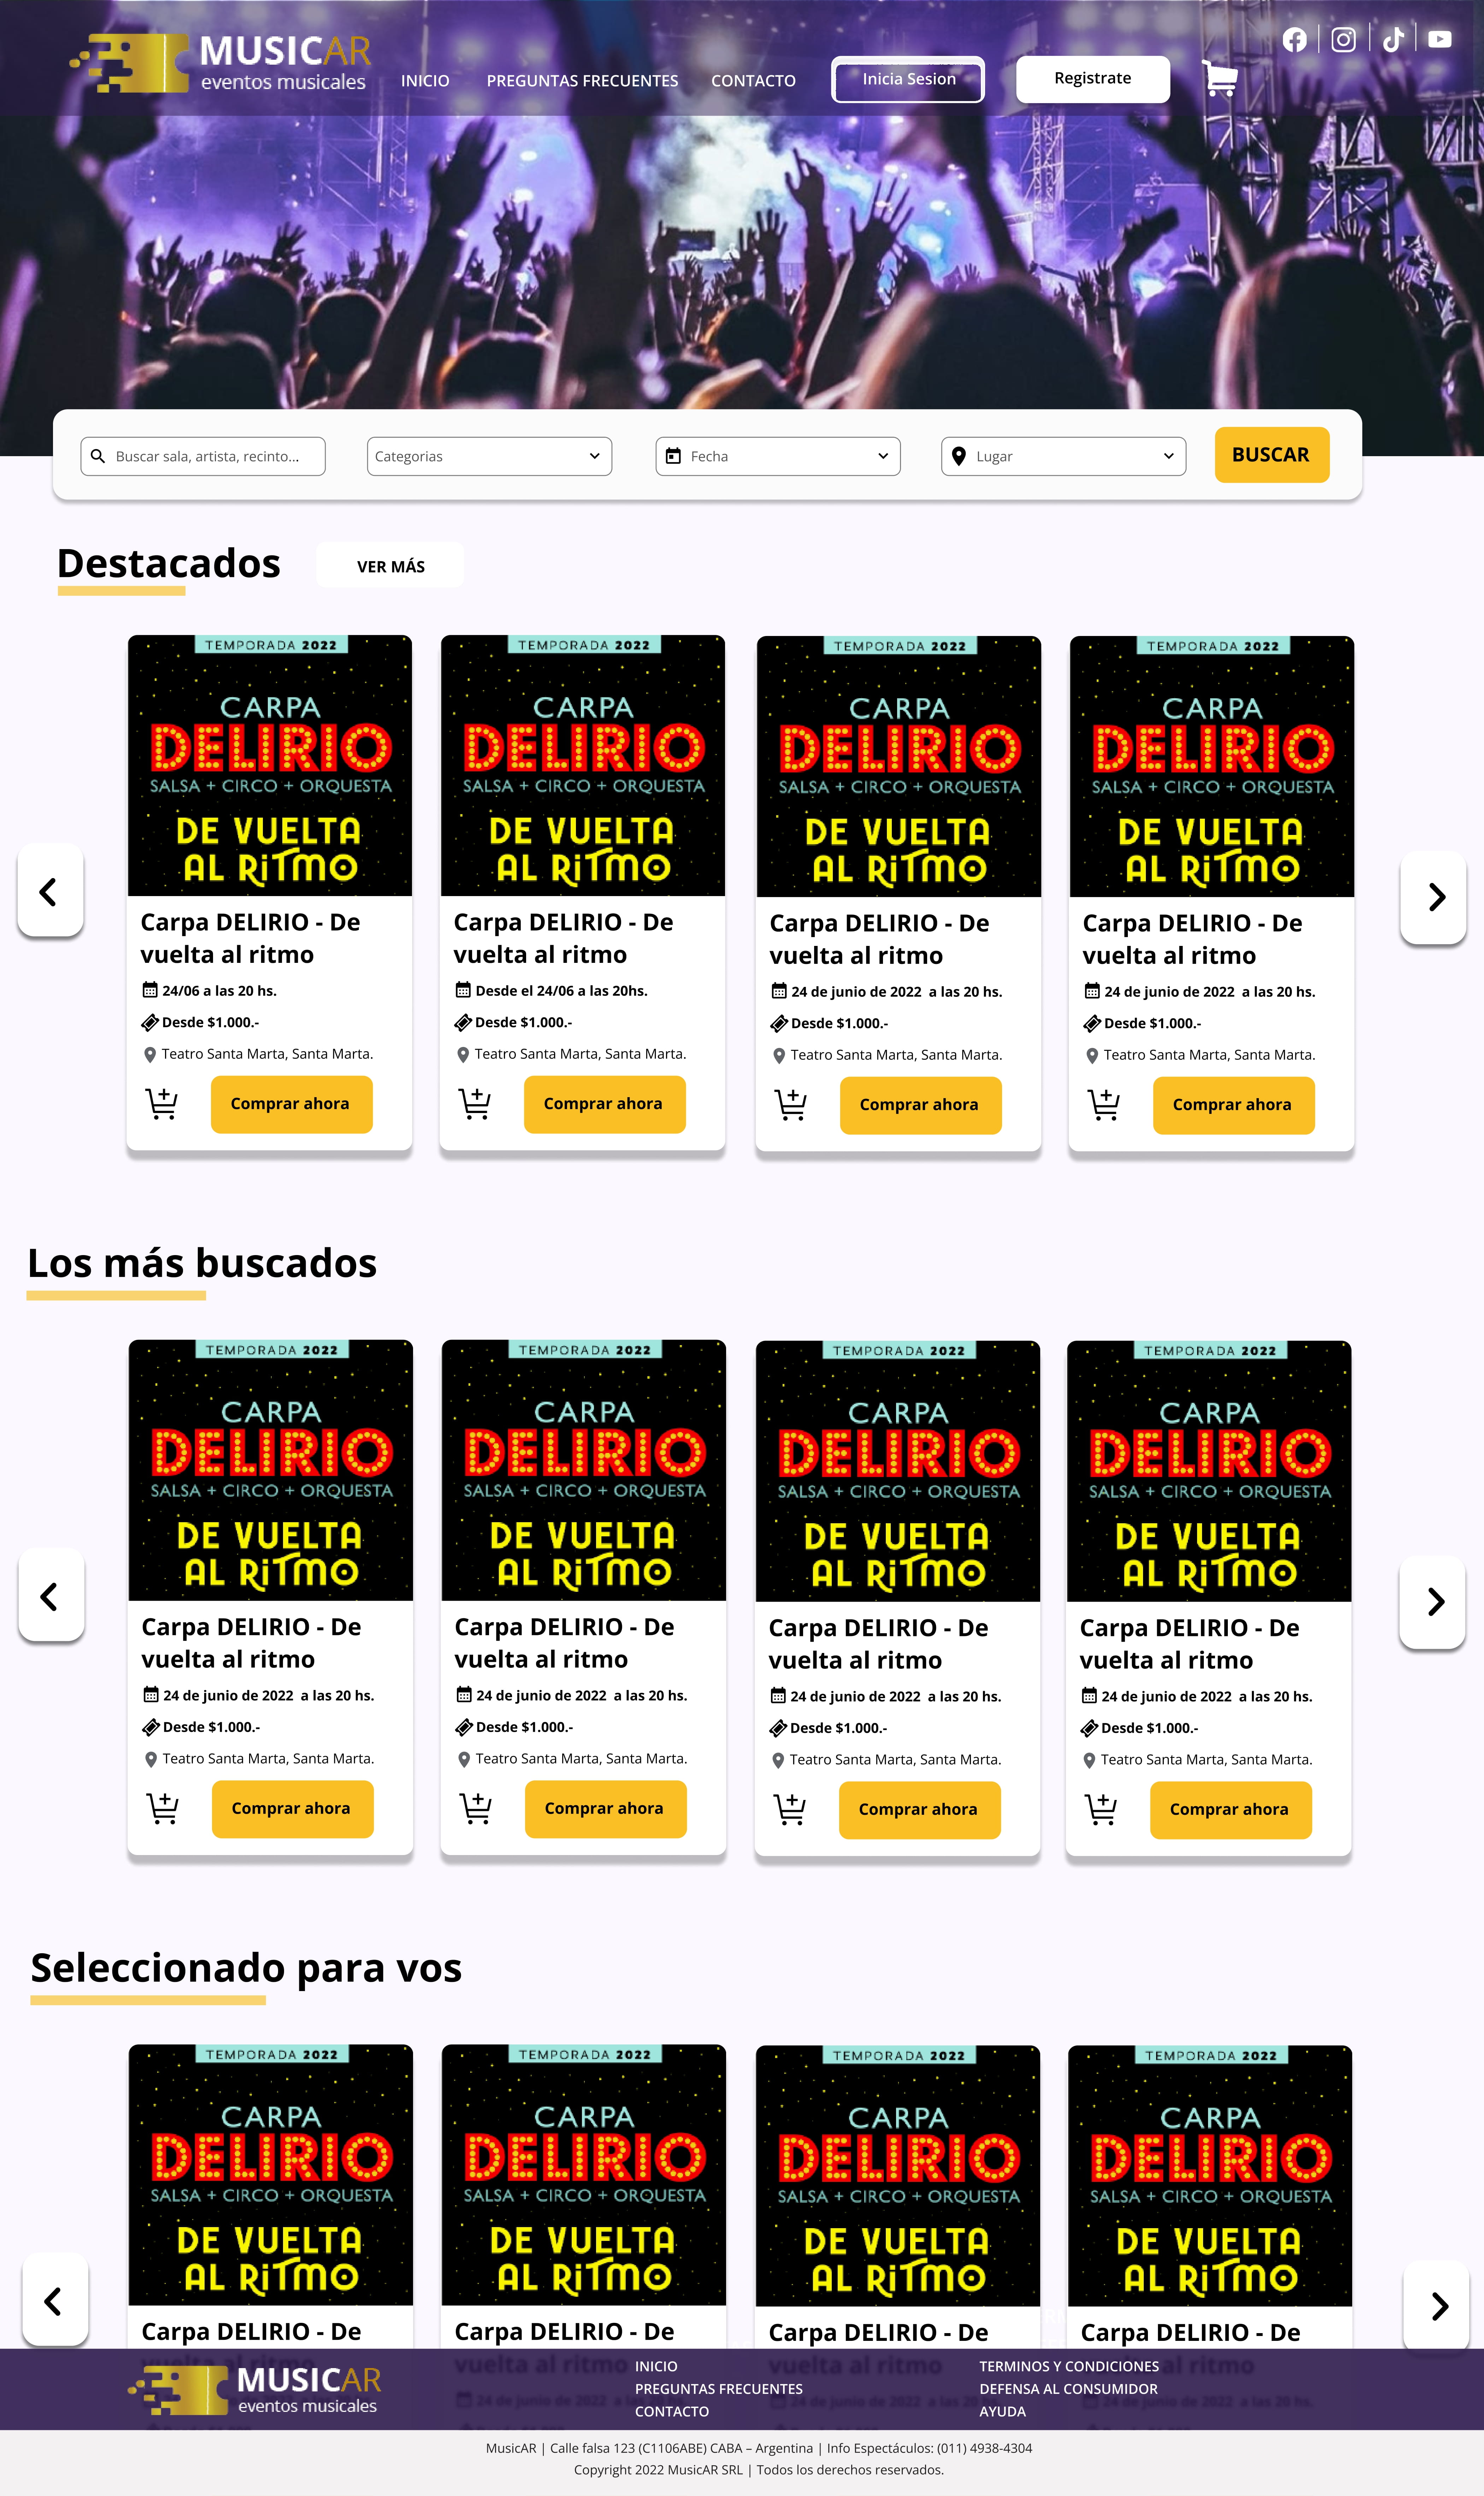 MUSICAR
eventos musicales
INICIO
PREGUNTAS FRECUENTES
CONTACTO
Inicia Sesion
Registrate
Buscar sala, artista, recinto...
Categorias
Fecha
Lugar
BUSCAR
Destacados
VER MÁS
TEMPORADA 2022
CARPA
DELIRIO
SALSA + CIRCO + ORQUESTA
DE VUELTA
AL RiTMO
Carpa DELIRIO - De
vuelta al ritmo
24/06 a las 20 hs.
Desde $1.000.-
Teatro Santa Marta, Santa Marta.
Comprar ahora
TEMPORADA 2022
CARPA
DELIRIO
SALSA + CIRCO + ORQUESTA
DE VUELTA
AL RiTMO
Carpa DELIRIO - De
vuelta al ritmo
Desde el 24/06 a las 20hs.
Desde $1.000.-
Teatro Santa Marta, Santa Marta.
Comprar ahora
TEMPORADA 2022
CARPA
DELIRIO
SALSA + CIRCO + ORQUESTA
DE VUELTA
AL RiTMO
Carpa DELIRIO - De
vuelta al ritmo
24 de junio de 2022 a las 20 hs.
Desde $1.000.-
Teatro Santa Marta, Santa Marta.
Comprar ahora
TEMPORADA 2022
CARPA
DELIRIO
SALSA + CIRCO + ORQUESTA
DE VUELTA
AL RiTMO
Carpa DELIRIO - De
vuelta al ritmo
24 de junio de 2022 a las 20 hs.
Desde $1.000.-
Teatro Santa Marta, Santa Marta.
Comprar ahora
Los más buscados
TEMPORADA 2022
CARPA
DELIRIO
SALSA + CIRCO + ORQUESTA
DE VUELTA
AL RiTMO
Carpa DELIRIO - De
vuelta al ritmo
24 de junio de 2022 a las 20 hs.
Desde $1.000.-
Teatro Santa Marta, Santa Marta.
Comprar ahora
TEMPORADA 2022
CARPA
DELIRIO
SALSA + CIRCO + ORQUESTA
DE VUELTA
AL RiTMO
Carpa DELIRIO - De
vuelta al ritmo
24 de junio de 2022 a las 20 hs.
Desde $1.000.-
Teatro Santa Marta, Santa Marta.
Comprar ahora
TEMPORADA 2022
CARPA
DELIRIO
SALSA + CIRCO + ORQUESTA
DE VUELTA
AL RiTMO
Carpa DELIRIO - De
vuelta al ritmo
24 de junio de 2022 a las 20 hs.
Desde $1.000.-
Teatro Santa Marta, Santa Marta.
Comprar ahora
TEMPORADA 2022
CARPA
DELIRIO
SALSA + CIRCO + ORQUESTA
DE VUELTA
AL RiTMO
Carpa DELIRIO - De
vuelta al ritmo
24 de junio de 2022 a las 20 hs.
Desde $1.000.-
Teatro Santa Marta, Santa Marta.
Comprar ahora
Seleccionado para vos
TEMPORADA 2022
CARPA
DELIRIO
SALSA + CIRCO + ORQUESTA
DE VUELTA
AL RiTMO
Carpa DELIRIO - De
TEMPORADA 2022
CARPA
DELIRIO
SALSA + CIRCO + ORQUESTA
DE VUELTA
AL RiTMO
Carpa DELIRIO - De
vuelta al ritmo
TEMPORADA 2022
CARPA
DELIRIO
SALSA + CIRCO + ORQUESTA
DE VUELTA
AL RiTMO
Carpa DELIRIO - De
vuelta al ritmo
TEMPORADA 2022
CARPA
DELIRIO
SALSA + CIRCO + ORQUESTA
DE VUELTA
AL RiTMO
Carpa DELIRIO - De
al ritmo
MUSICAR
eventos musicales
INICIO
PREGUNTAS FRECUENTES
CONTACTO
TERMINOS Y CONDICIONES
DEFENSA AL CONSUMIDOR
AYUDA
MusicAR | Calle falsa 123 (C1106ABE) CABA – Argentina | Info Espectáculos: (011) 4938-4304
Copyright 2022 MusicAR SRL | Todos los derechos reservados.